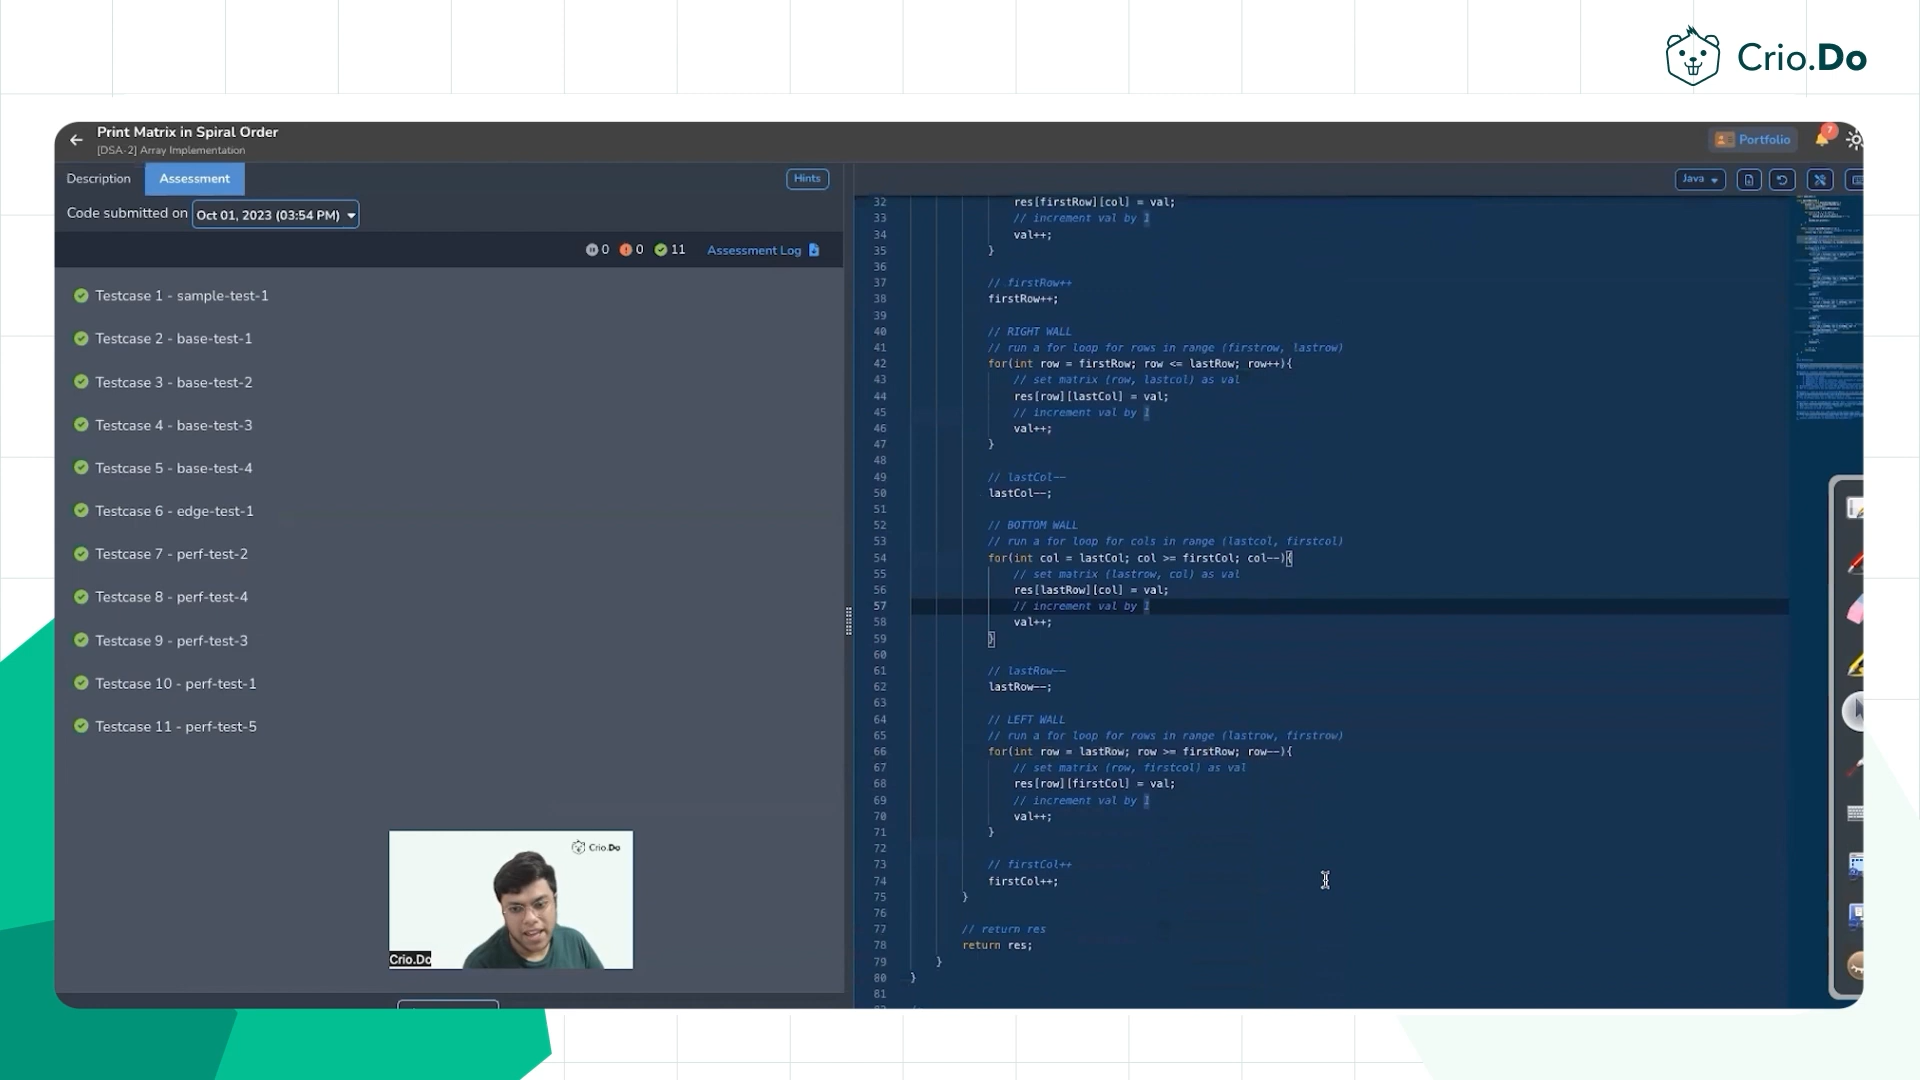 Crio.Do
Print Matrix in Spiral Order
[DSA-2] Array Implementation
Portfolio
7
Description
Assessment
Hints
Java
Code submitted on
Oct 01, 2023 (03:54 PM)
0
0
11
Assessment Log
Testcase 1 - sample-test-1
Testcase 2 - base-test-1
Testcase 3 - base-test-2
Testcase 4 - base-test-3
Testcase 5 - base-test-4
Testcase 6 - edge-test-1
Testcase 7 - perf-test-2
Testcase 8 - perf-test-4
Testcase 9 - perf-test-3
Testcase 10 - perf-test-1
Testcase 11 - perf-test-5
Crio.Do
Crio.Do
32 res[firstRow][col] = val;
33 // increment val by 1
34 val++;
35 }
36
37 // firstRow++
38 firstRow++;
39
40 // RIGHT WALL
41 // run a for loop for rows in range (firstrow, lastrow)
42 for(int row = firstRow; row <= lastRow; row++){
43 // set matrix (row, lastcol) as val
44 res[row][lastCol] = val;
45 // increment val by 1
46 val++;
47 }
48
49 // lastCol--
50 lastCol--;
51
52 // BOTTOM WALL
53 // run a for loop for cols in range (lastcol, firstcol)
54 for(int col = lastCol; col >= firstCol; col--){
55 // set matrix (lastrow, col) as val
56 res[lastRow][col] = val;
57 // increment val by 1
58 val++;
59 }
60
61 // lastRow--
62 lastRow--;
63
64 // LEFT WALL
65 // run a for loop for rows in range (lastrow, firstrow)
66 for(int row = lastRow; row >= firstRow; row--){
67 // set matrix (row, firstcol) as val
68 res[row][firstCol] = val;
69 // increment val by 1
70 val++;
71 }
72
73 // firstCol++
74 firstCol++;
75 }
76
77 // return res
78 return res;
79 }
80 }
81